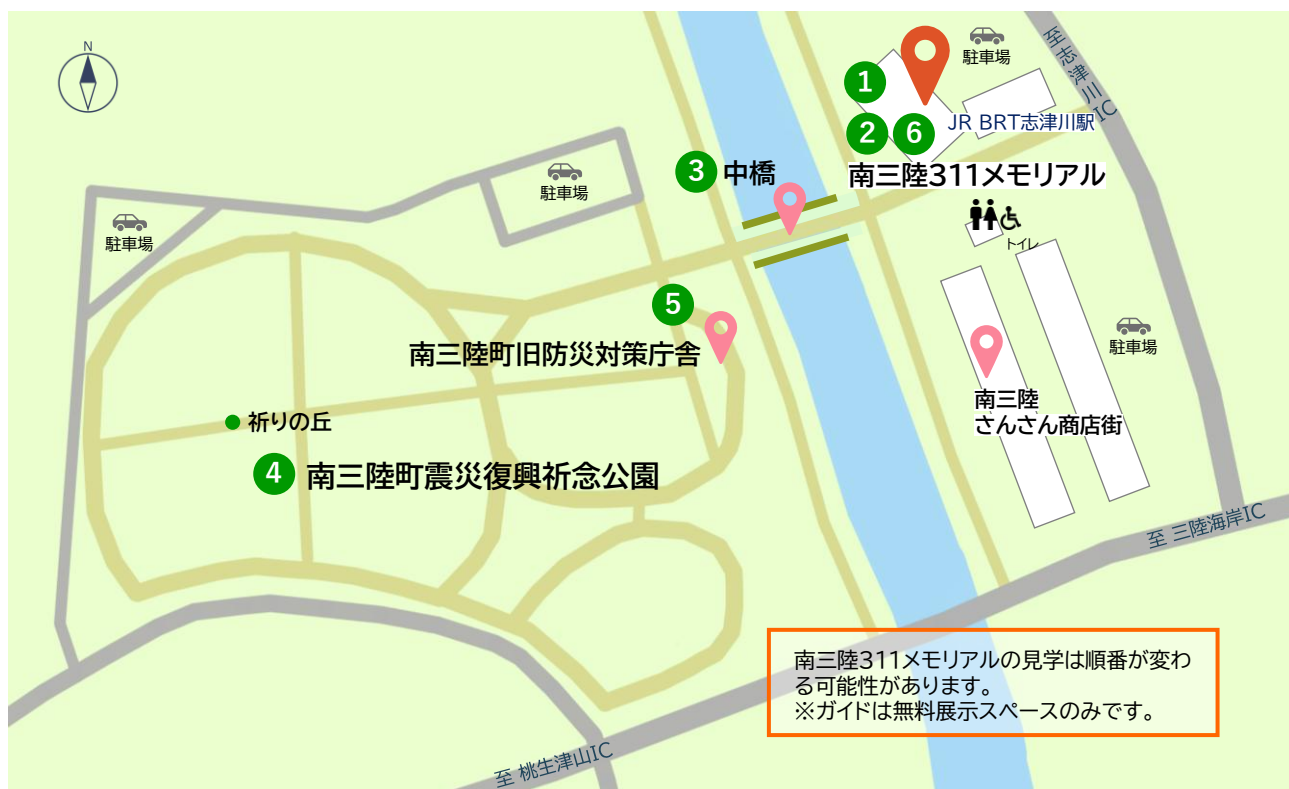 N
駐車場
至志津川IC
1
2 6
JR BRT志津川駅
3 中橋
南三陸311メモリアル
駐車場
駐車場
トイレ
5
南三陸町旧防災対策庁舎
駐車場
南三陸
さんさん商店街
祈りの丘
4 南三陸町震災復興祈念公園
至 三陸海岸IC
南三陸311メモリアルの見学は順番が変わ
る可能性があります。
※ガイドは無料展示スペースのみです。
至 桃生津山IC